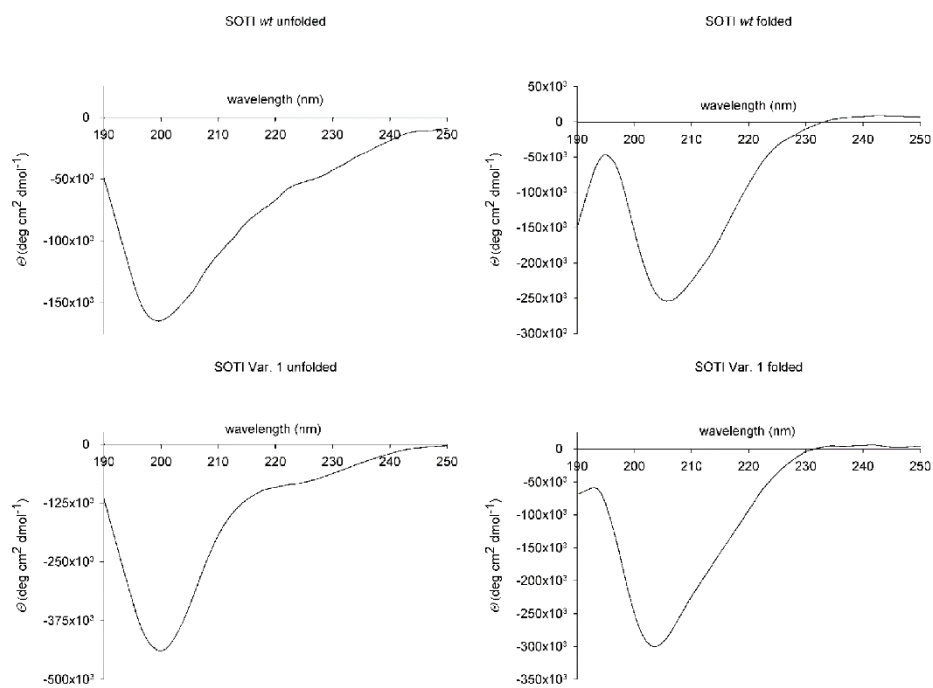 SOTI wt unfolded
wavelength (nm)
0
190 200 210 220 230 240 250
-50x10³
-100x10³
-150x10³
Θ (deg cm² dmol⁻¹)
SOTI wt folded
50x10³
wavelength (nm)
0
190 200 210 220 230 240 250
-50x10³
-100x10³
-150x10³
-200x10³
-250x10³
-300x10³
Θ (deg cm² dmol⁻¹)
SOTI Var. 1 unfolded
wavelength (nm)
0
190 200 210 220 230 240 250
-125x10³
-250x10³
-375x10³
-500x10³
Θ (deg cm² dmol⁻¹)
SOTI Var. 1 folded
wavelength (nm)
0
190 200 210 220 230 240 250
-50x10³
-100x10³
-150x10³
-200x10³
-250x10³
-300x10³
-350x10³
Θ (deg cm² dmol⁻¹)